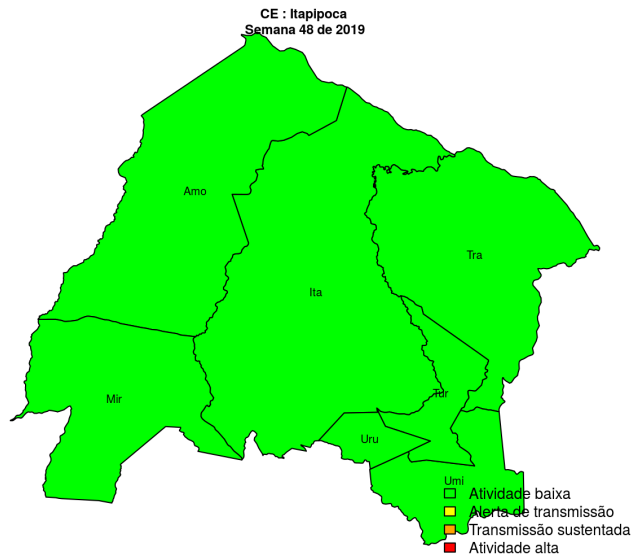 CE : Itapipoca
Semana 48 de 2019
Amo
Tra
Ita
Mir
Tur
Uru
Umi
Atividade baixa
Alerta de transmissão
Transmissão sustentada
Atividade alta